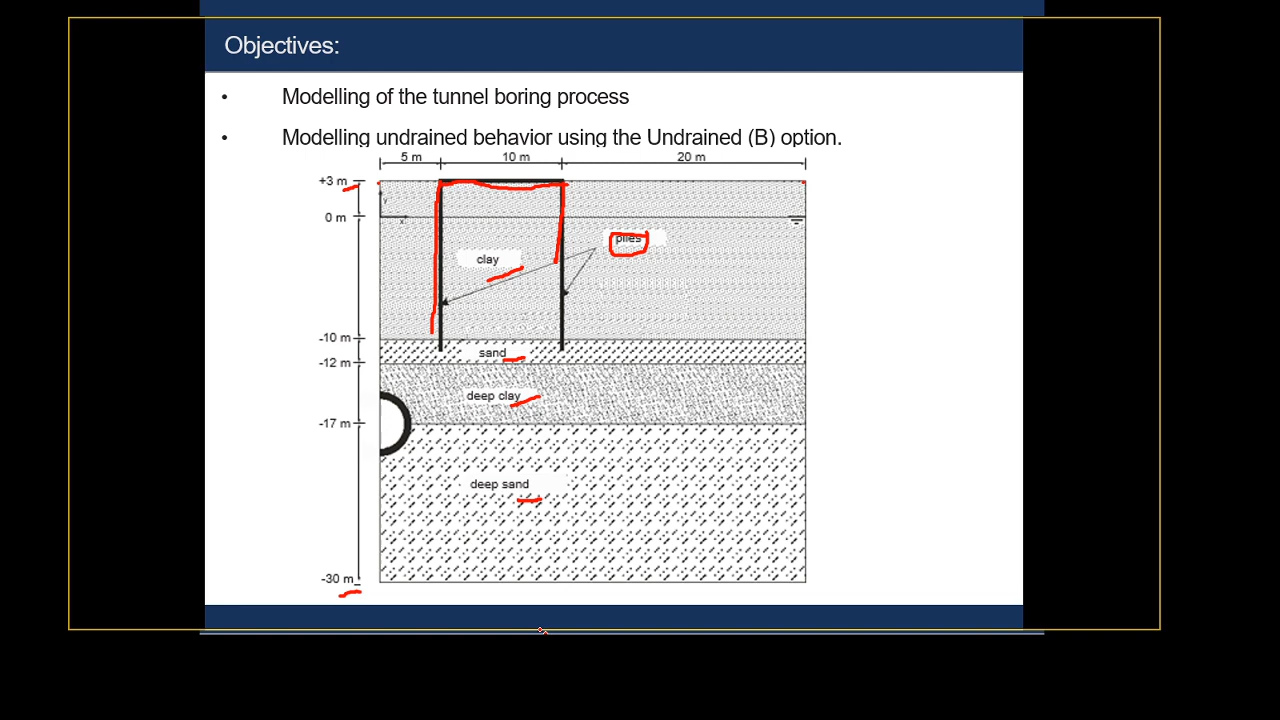 Objectives:
• Modelling of the tunnel boring process
• Modelling undrained behavior using the Undrained (B) option.
5 m 10 m 20 m
+3 m
y
0 m
x
piles
clay
-10 m
sand
-12 m
deep clay
-17 m
deep sand
-30 m